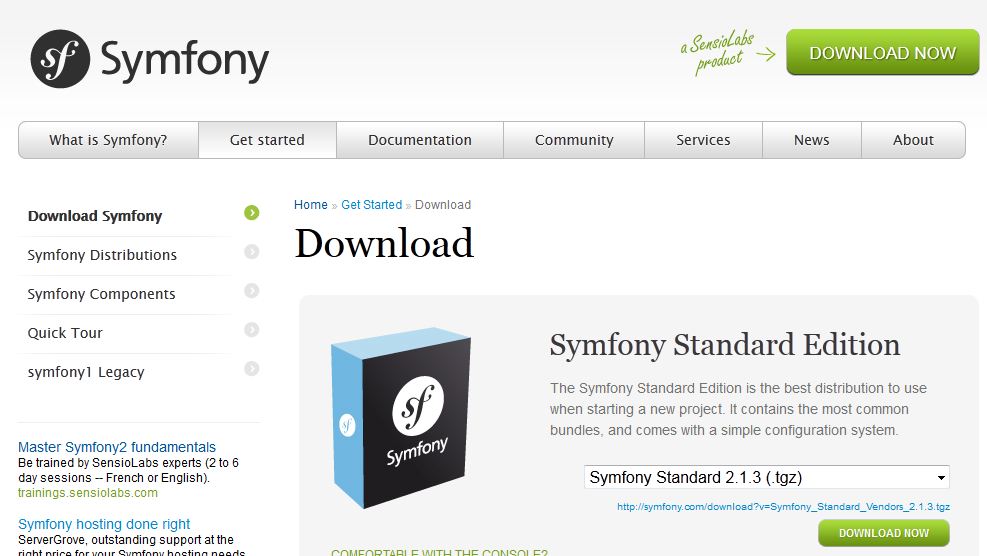 sf Symfony
a SensioLabs
product
DOWNLOAD NOW
What is Symfony?
Get started
Documentation
Community
Services
News
About
Download Symfony
Symfony Distributions
Symfony Components
Quick Tour
symfony1 Legacy
Master Symfony2 fundamentals
Be trained by SensioLabs experts (2 to 6
day sessions -- French or English).
trainings.sensiolabs.com
Symfony hosting done right
ServerGrove, outstanding support at the
right price for your Symfony hosting needs
Home » Get Started » Download
Download
sf
sf
Symfony
Symfony Standard Edition
The Symfony Standard Edition is the best distribution to use
when starting a new project. It contains the most common
bundles, and comes with a simple configuration system.
Symfony Standard 2.1.3 (.tgz)
http://symfony.com/download?v=Symfony_Standard_Vendors_2.1.3.tgz
DOWNLOAD NOW
COMFORTABLE WITH THE CONSOLE?